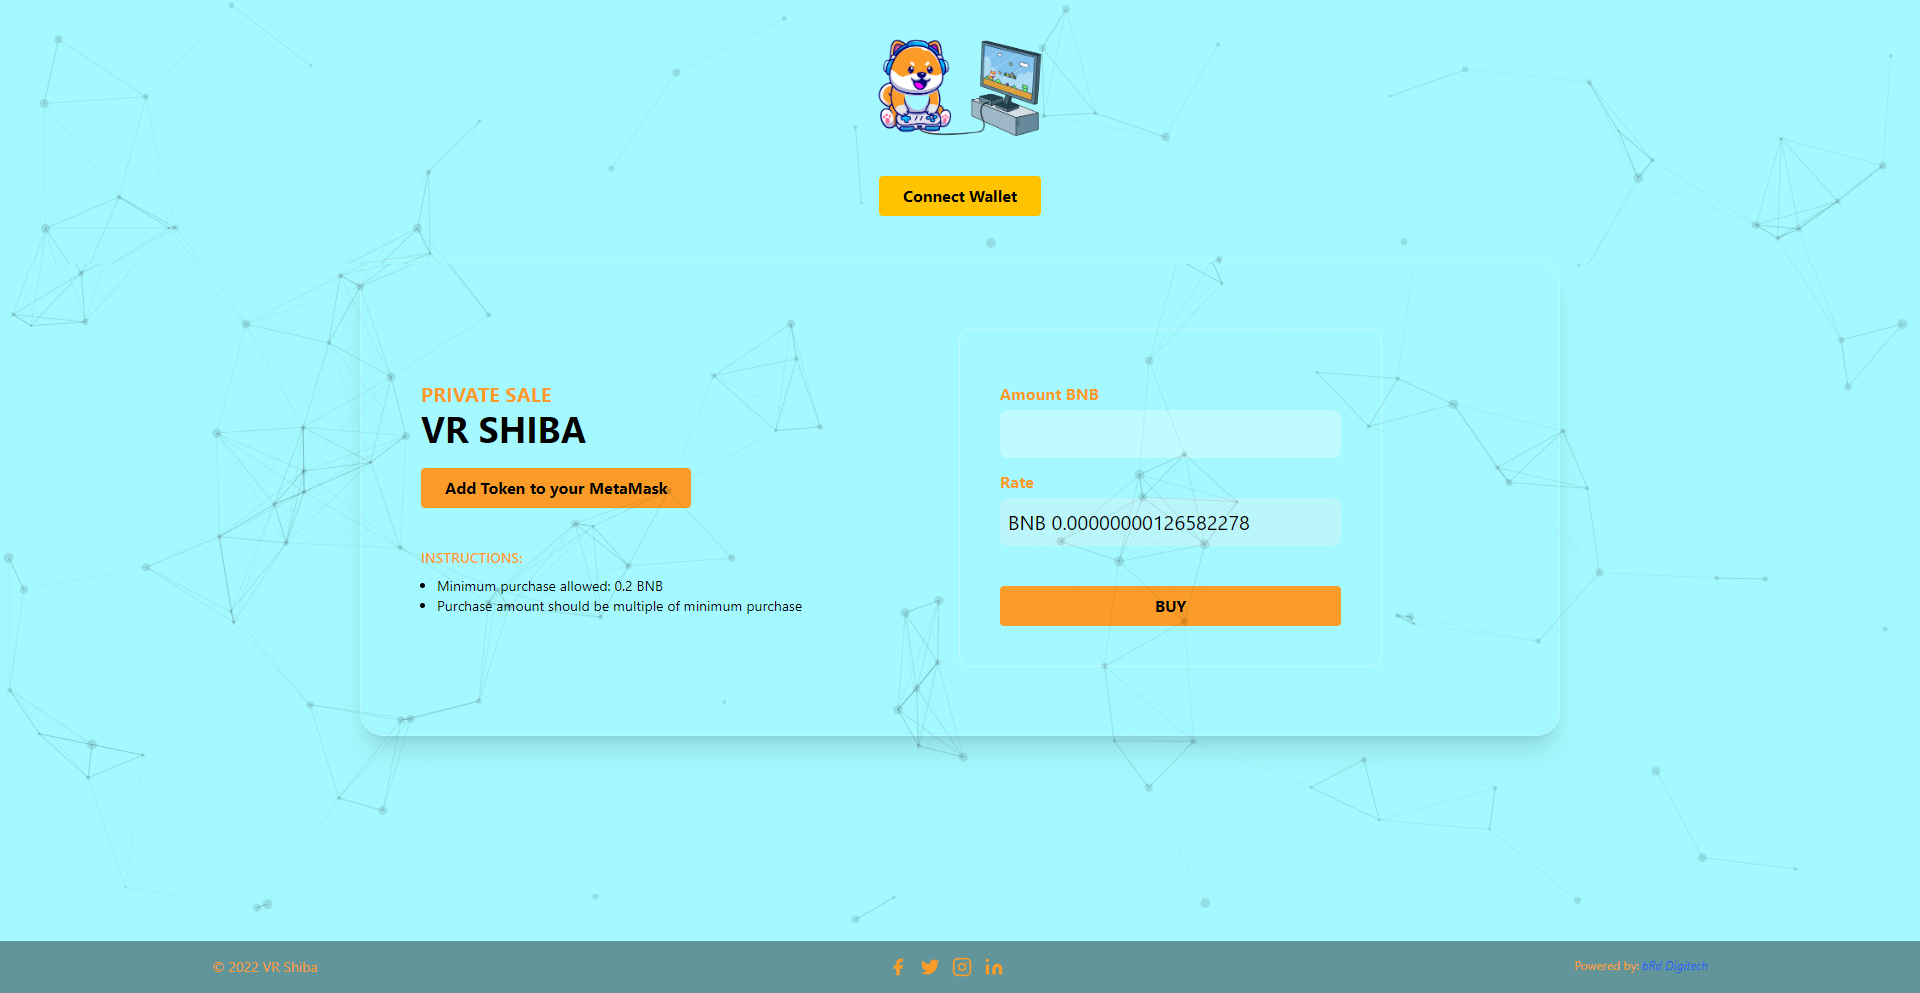 Connect Wallet
PRIVATE SALE
VR SHIBA
Add Token to your MetaMask
INSTRUCTIONS:
• Minimum purchase allowed: 0.2 BNB
• Purchase amount should be multiple of minimum purchase
Amount BNB
Rate
BNB 0.00000000126582278
BUY
© 2022 VR Shiba
Powered by: bRd Digitech